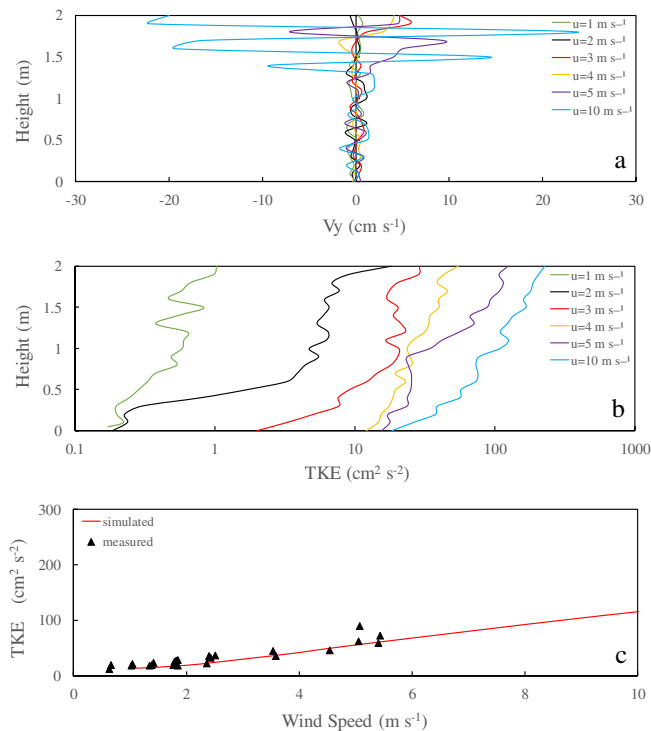 2
1.5
1
0.5
0
Height (m)
u=1 m s⁻¹
u=2 m s⁻¹
u=3 m s⁻¹
u=4 m s⁻¹
u=5 m s⁻¹
u=10 m s⁻¹
a
-30 -20 -10 0 10 20 30
Vy (cm s⁻¹)
2
1.5
1
0.5
0
Height (m)
u=1 m s⁻¹
u=2 m s⁻¹
u=3 m s⁻¹
u=4 m s⁻¹
u=5 m s⁻¹
u=10 m s⁻¹
b
0.1 1 10 100 1000
TKE (cm² s⁻²)
300
200
100
0
TKE
(cm² s⁻²)
simulated
measured
c
0 2 4 6 8 10
Wind Speed (m s⁻¹)